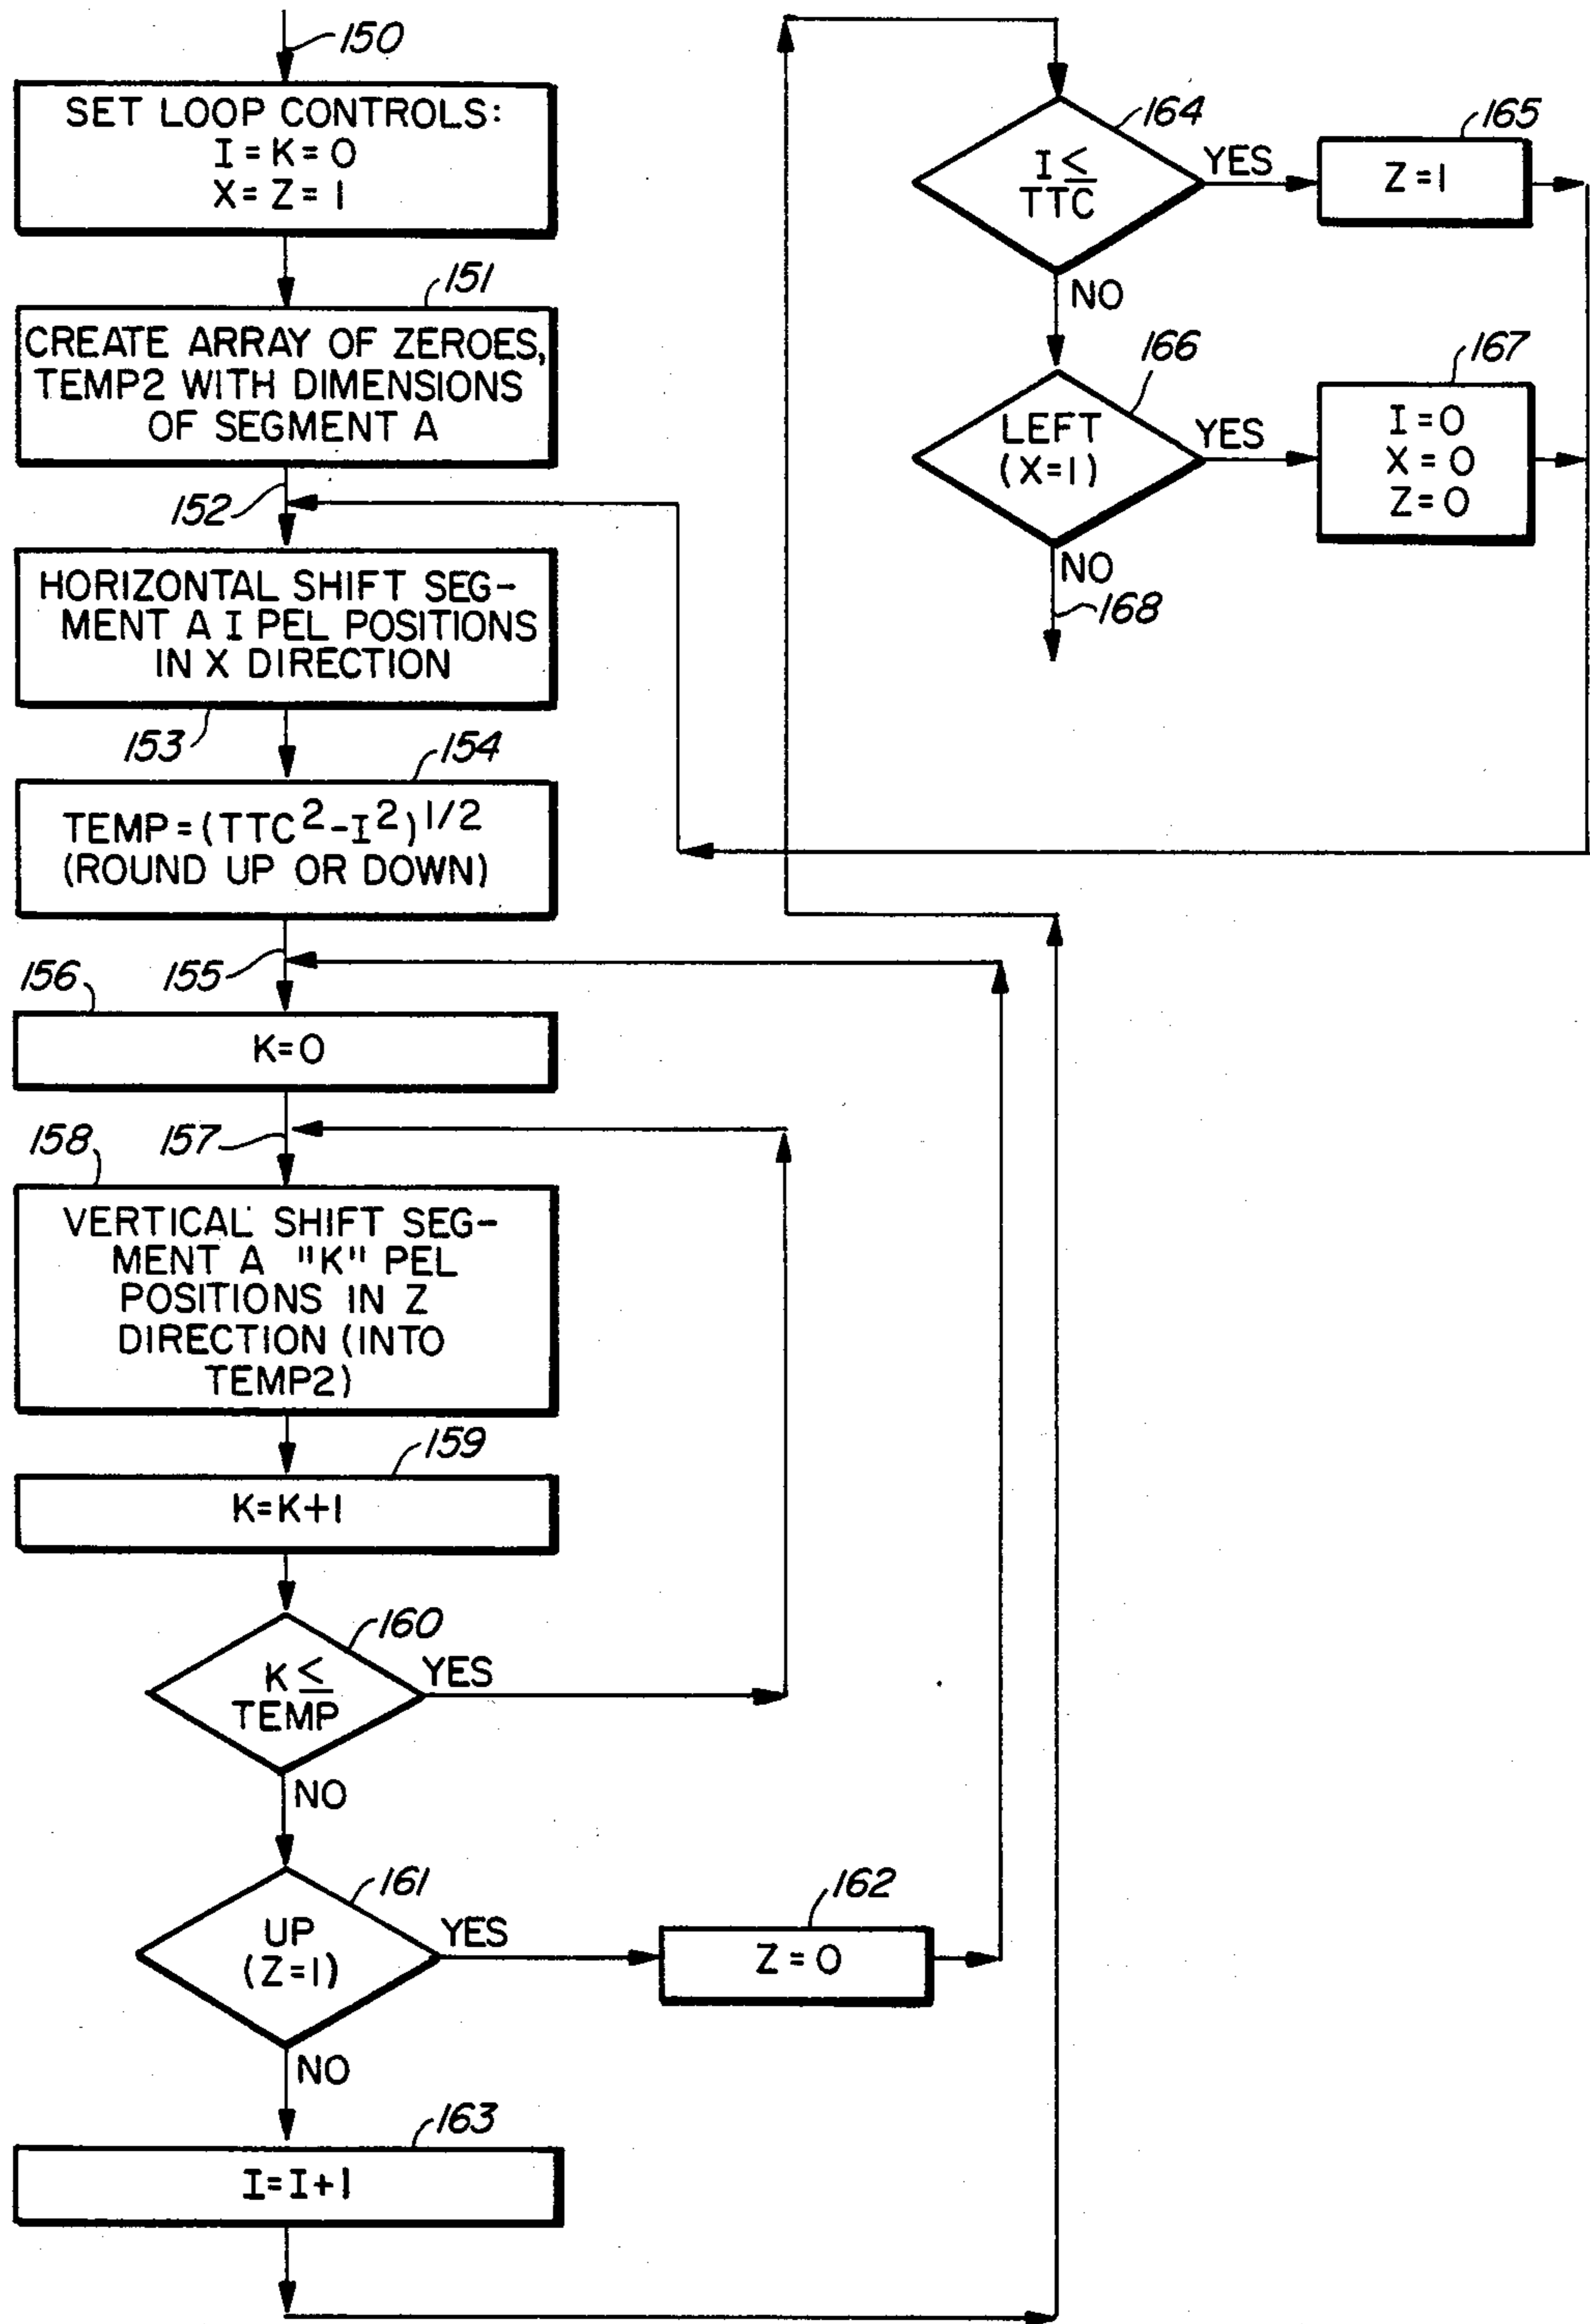 150
SET LOOP CONTROLS:
I = K = 0
X = Z = 1
151
CREATE ARRAY OF ZEROES,
TEMP2 WITH DIMENSIONS
OF SEGMENT A
152
HORIZONTAL SHIFT SEG-
MENT A I PEL POSITIONS
IN X DIRECTION
153
154
TEMP = (TTC² - I²)^1/2
(ROUND UP OR DOWN)
155
156
K=0
157
158
VERTICAL SHIFT SEG-
MENT A "K" PEL
POSITIONS IN Z
DIRECTION (INTO
TEMP2)
159
K=K+1
160
K ≤
TEMP
YES
NO
161
UP
(Z=1)
YES
162
Z = 0
NO
163
I=I+1
164
I ≤
TTC
YES
165
Z = 1
NO
166
LEFT
(X=1)
YES
167
I = 0
X = 0
Z = 0
NO
168